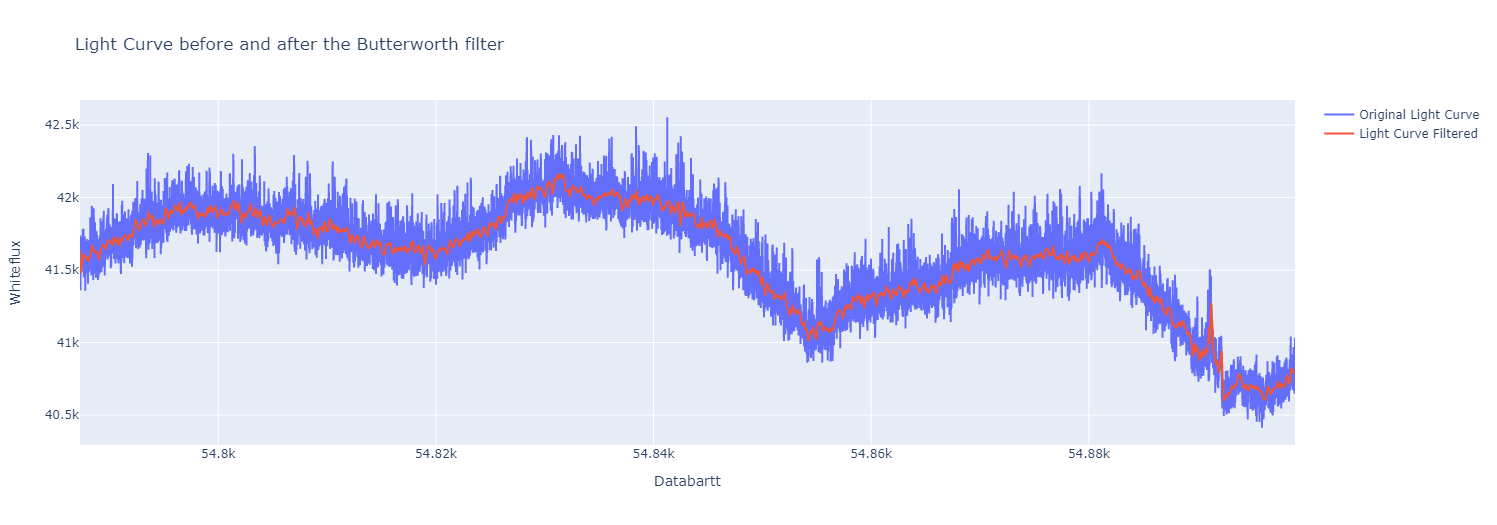 Light Curve before and after the Butterworth filter
Original Light Curve
Light Curve Filtered
42.5k
42k
41.5k
41k
40.5k
Whiteflux
54.8k 54.82k 54.84k 54.86k 54.88k
Databartt